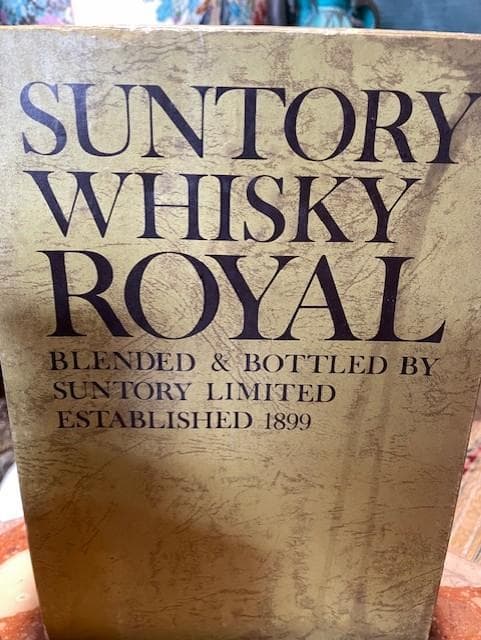 SUNTORY
WHISKY
ROYAL
BLENDED & BOTTLED BY
SUNTORY LIMITED
ESTABLISHED 1899